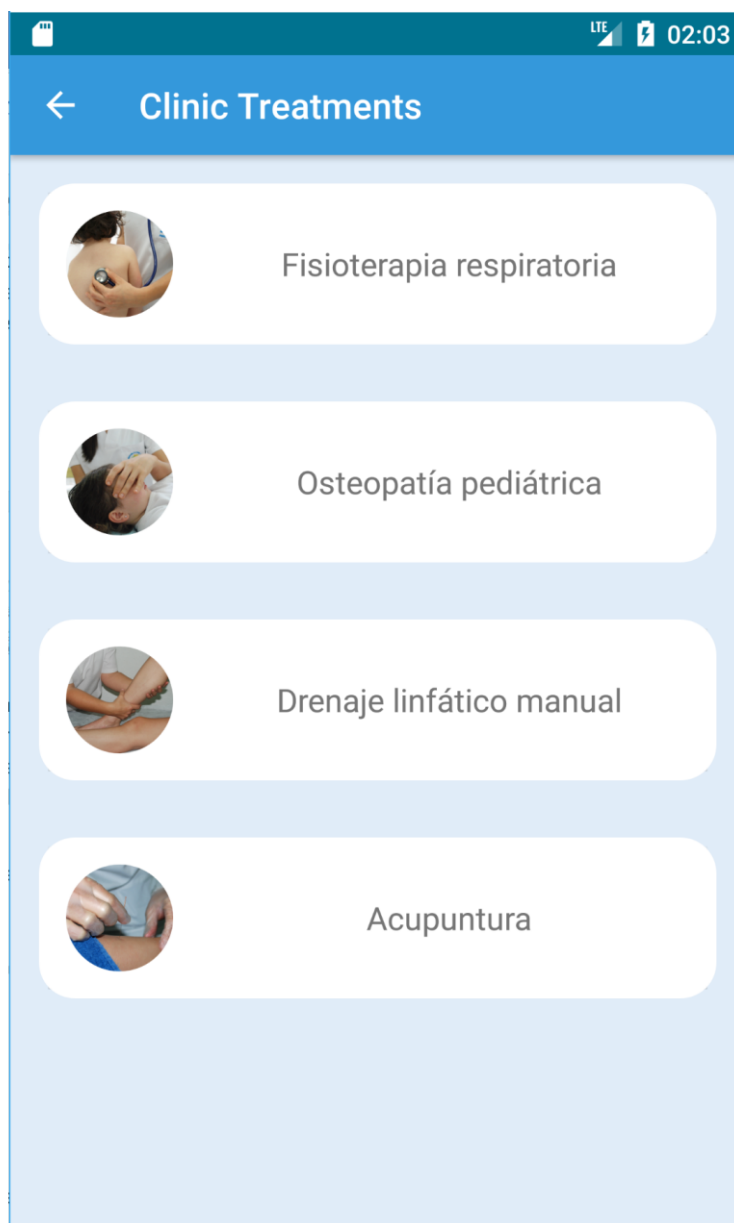 LTE 02:03
Clinic Treatments
Fisioterapia respiratoria
Osteopatía pediátrica
Drenaje linfático manual
Acupuntura